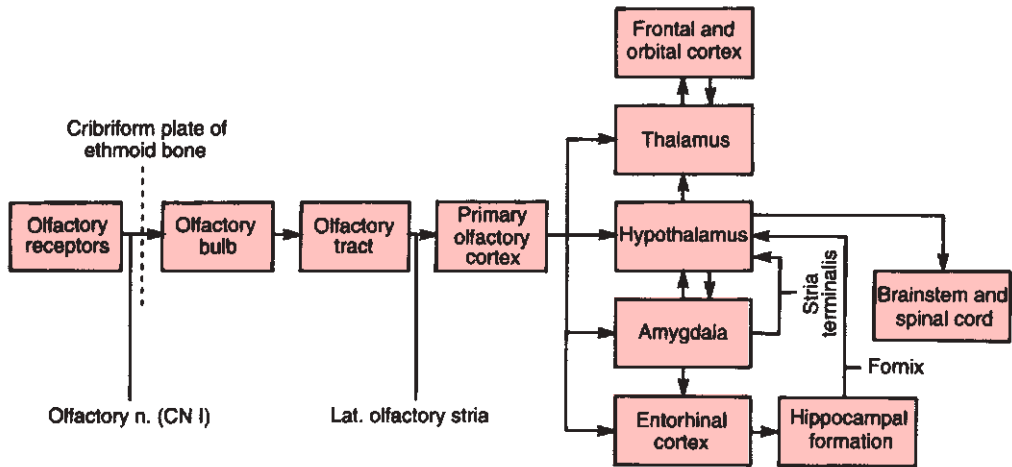 Frontal and
orbital cortex
Cribriform plate of
ethmoid bone
Thalamus
Olfactory
receptors
Olfactory
bulb
Olfactory
tract
Primary
olfactory
cortex
Hypothalamus
Stria
terminalis
Brainstem and
spinal cord
Amygdala
Fornix
Olfactory n. (CN I)
Lat. olfactory stria
Entorhinal
cortex
Hippocampal
formation